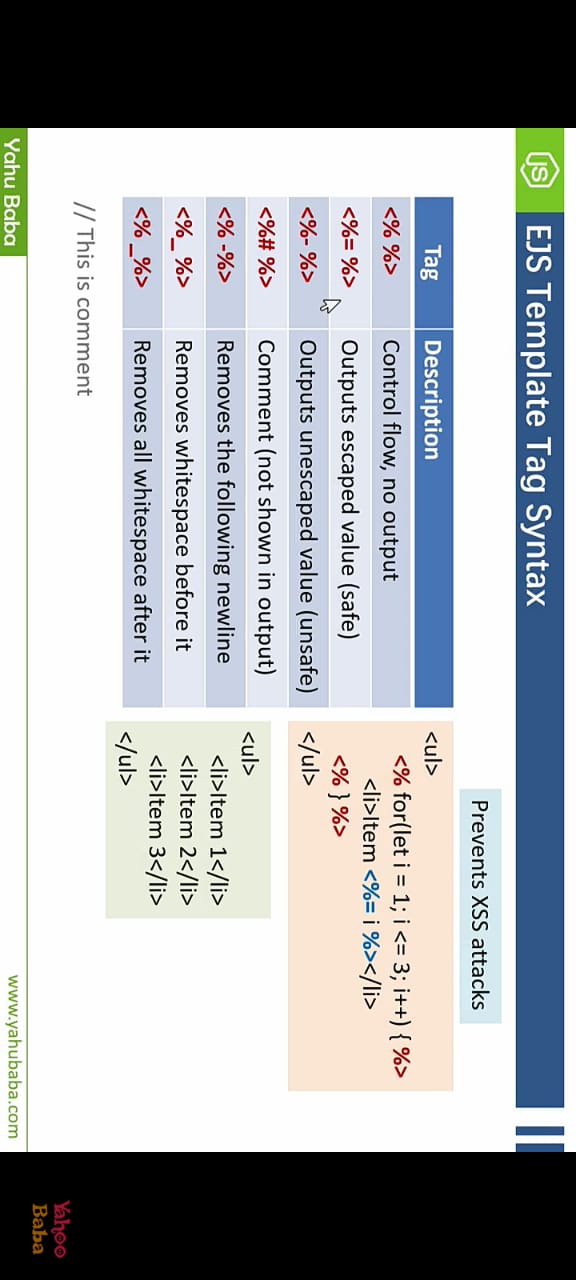 JS
EJS Template Tag Syntax
Prevents XSS attacks
Tag Description
<% %> Control flow, no output
<%= %> Outputs escaped value (safe)
<%- %> Outputs unescaped value (unsafe)
<%# %> Comment (not shown in output)
<% -%> Removes the following newline
<%_ %> Removes whitespace before it
<% _%> Removes all whitespace after it
// This is comment
<ul>
<% for(let i = 1; i <= 3; i++) { %>
<li>Item <%= i %></li>
<% } %>
</ul>
<ul>
<li>Item 1</li>
<li>Item 2</li>
<li>Item 3</li>
</ul>
Yahu Baba
www.yahubaba.com
Yahoo
Baba